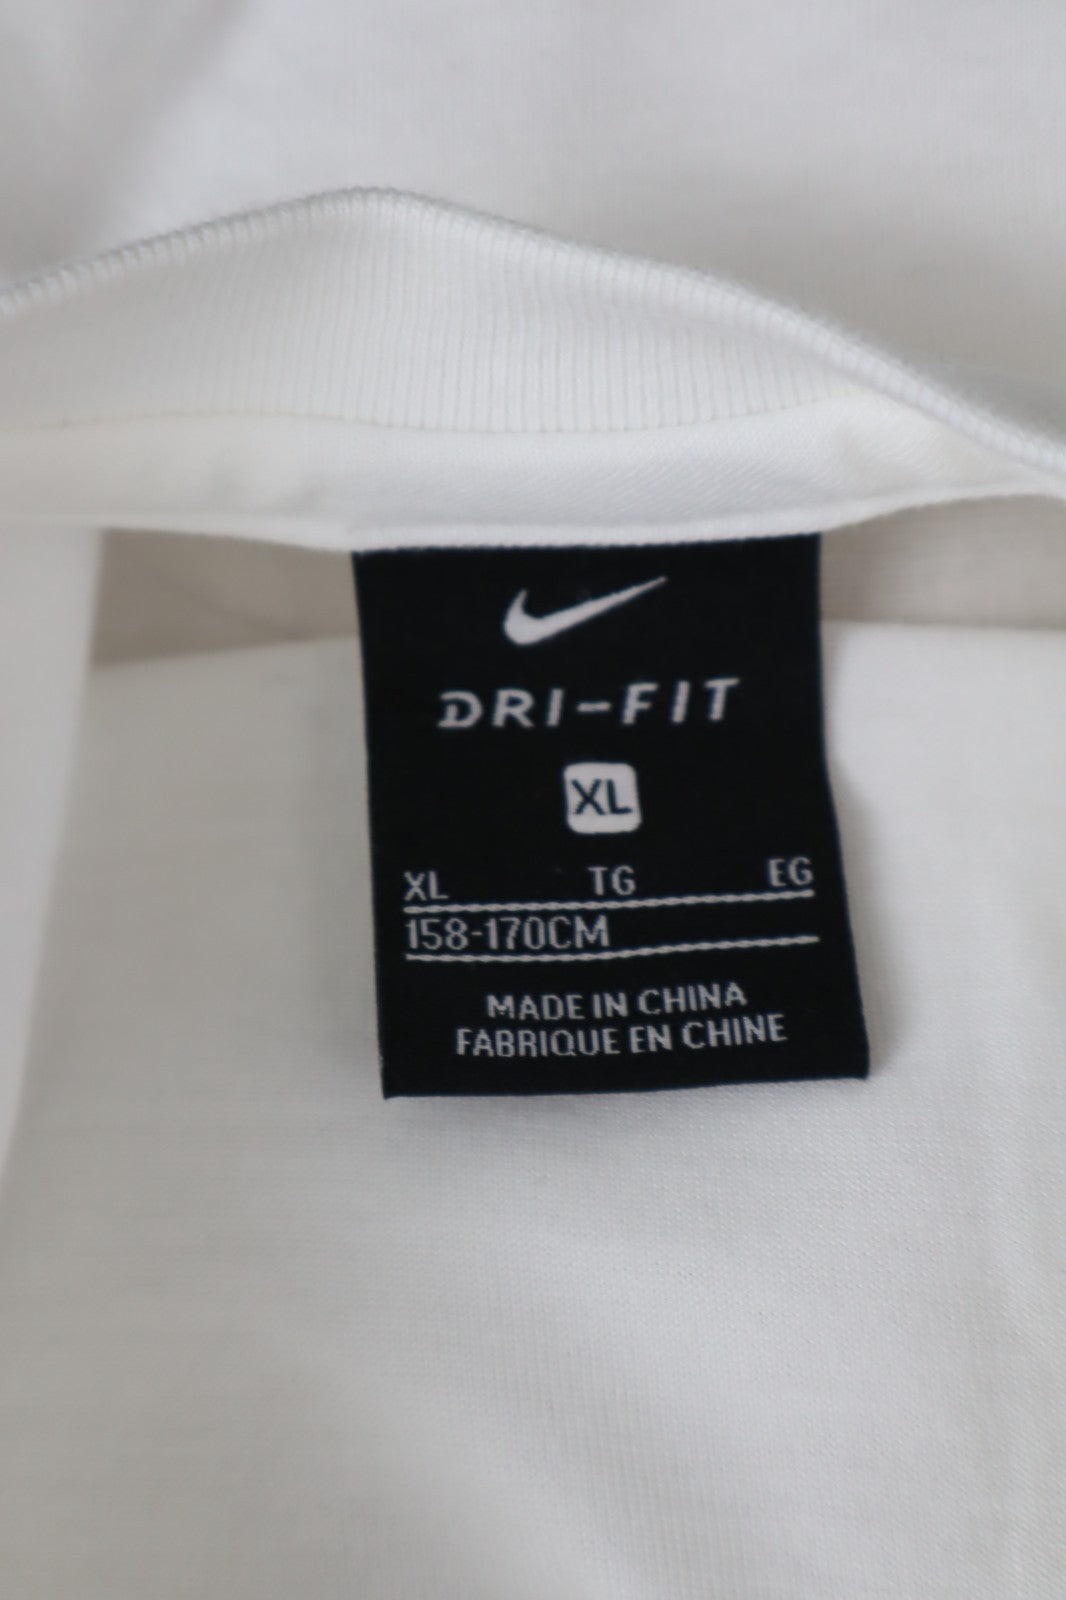 DRI-FIT
XL
XL TG EG
158-170CM
MADE IN CHINA
FABRIQUE EN CHINE